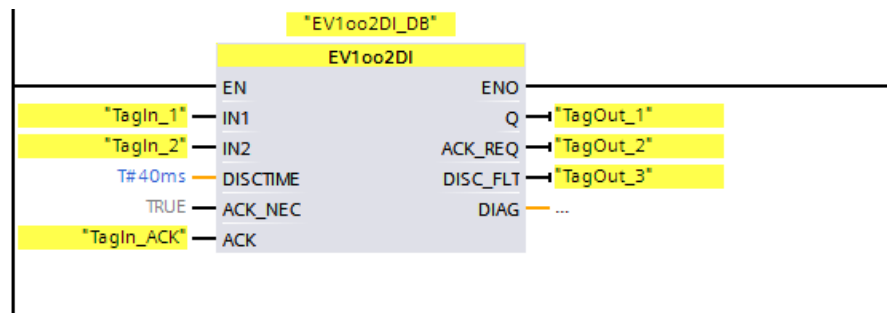 "EV1oo2DI_DB"
EV1oo2DI
EN ENO
"TagIn_1" IN1 Q "TagOut_1"
"TagIn_2" IN2 ACK_REQ "TagOut_2"
T#40ms DISCTIME DISC_FLT "TagOut_3"
TRUE ACK_NEC DIAG ...
"TagIn_ACK" ACK